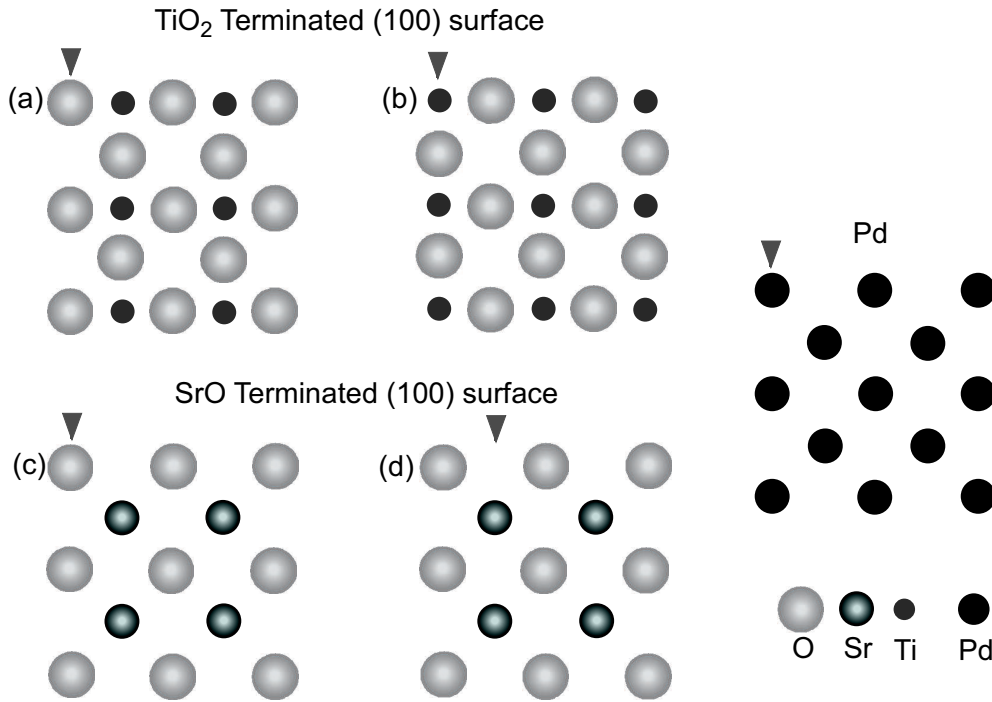 TiO₂ Terminated (100) surface
(a)
(b)
Pd
SrO Terminated (100) surface
(c)
(d)
O Sr Ti Pd